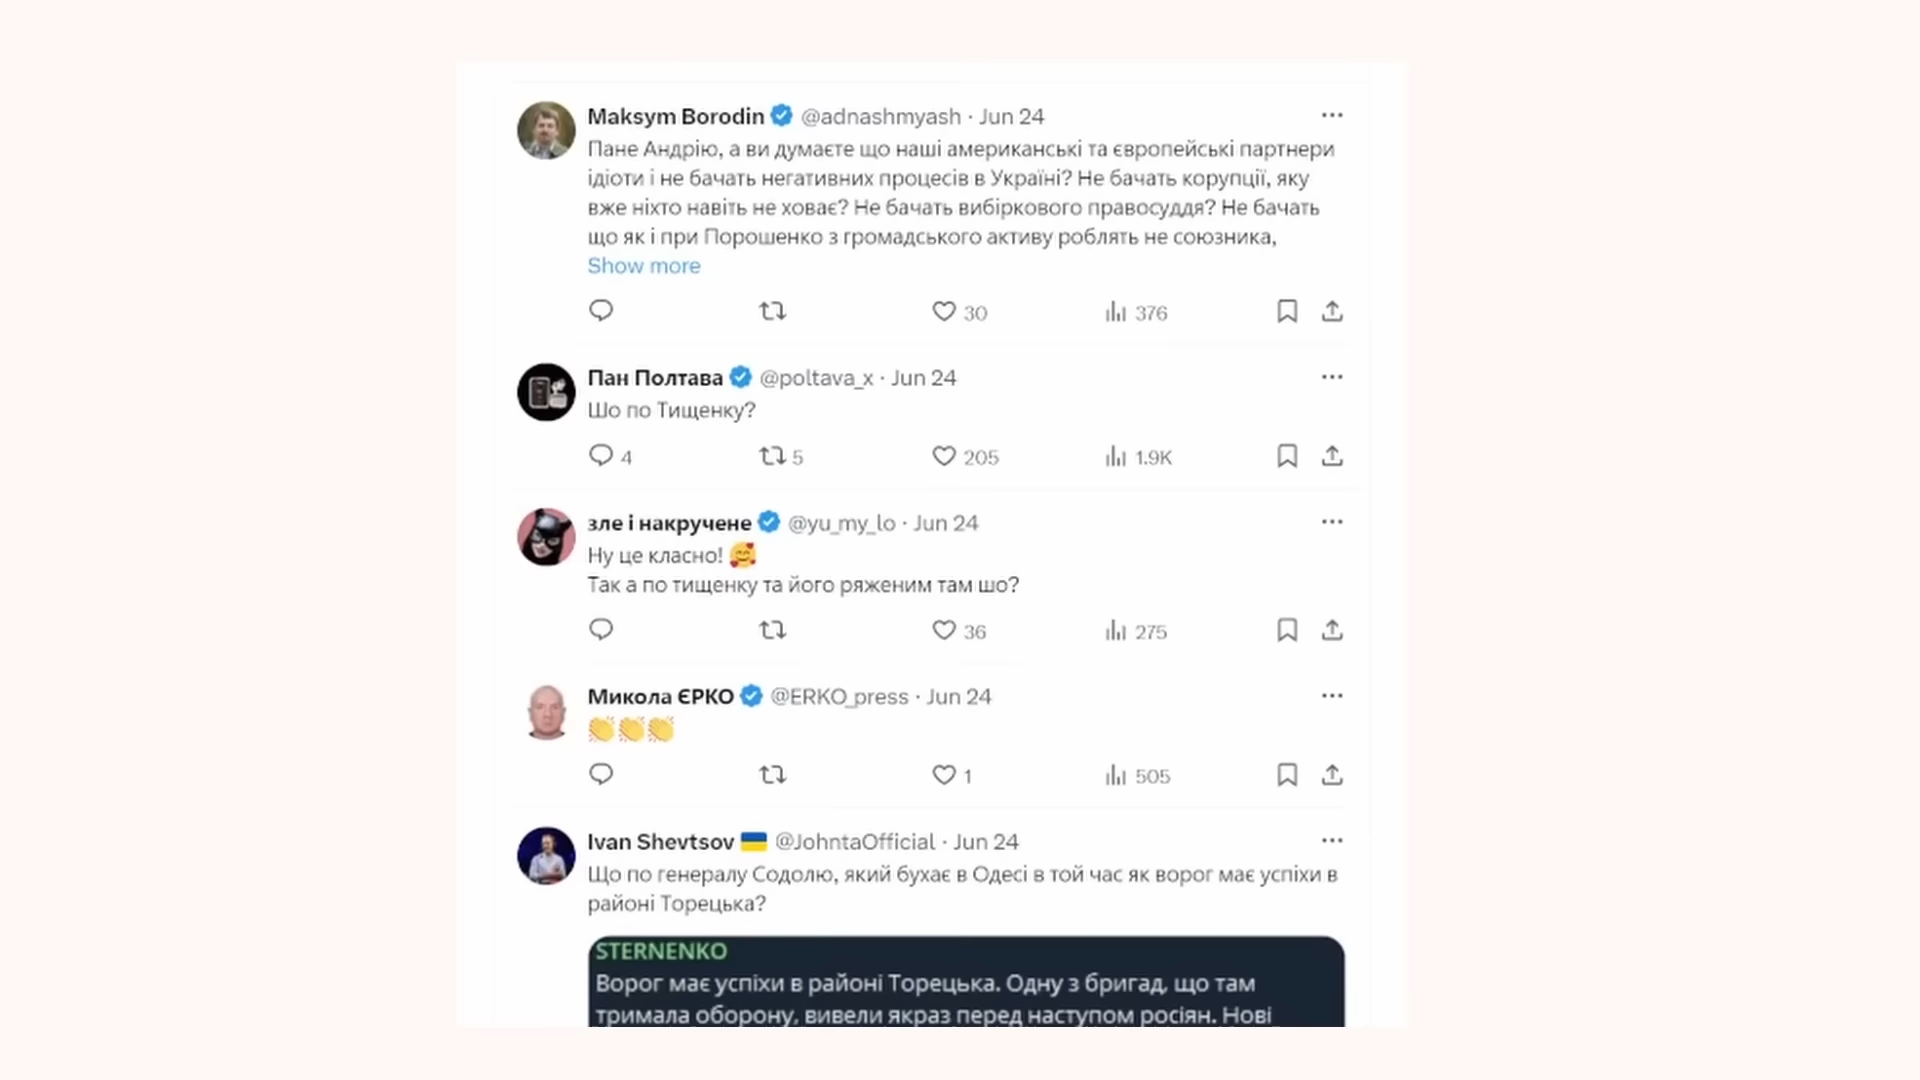 Maksym Borodin @adnashmyash · Jun 24
Пане Андрію, а ви думаєте що наші американські та європейські партнери
ідіоти і не бачать негативних процесів в Україні? Не бачать корупції, яку
вже ніхто навіть не ховає? Не бачать вибіркового правосуддя? Не бачать
що як і при Порошенко з громадського активу роблять не союзника,
Show more
30 376
Пан Полтава @poltava_x · Jun 24
Шо по Тищенку?
4 5 205 1.9K
зле і накручене @yu_my_lo · Jun 24
Ну це класно! 🥰
Так а по тищенку та його ряженим там шо?
36 275
Микола ЄРКО @ERKO_press · Jun 24
👏👏👏
1 505
Ivan Shevtsov 🇺🇦 @JohntaOfficial · Jun 24
Що по генералу Содолю, який бухає в Одесі в той час як ворог має успіхи в
районі Торецька?
STERNENKO
Ворог має успіхи в районі Торецька. Одну з бригад, що там
тримала оборону, вивели якраз перед наступом росіян. Нові